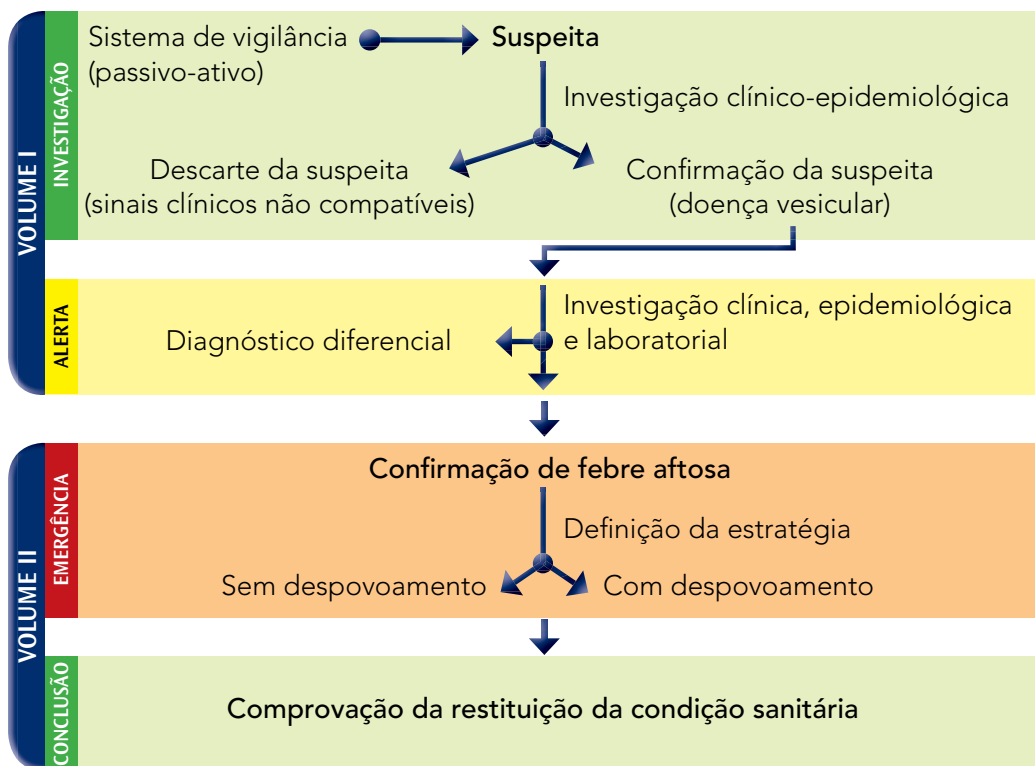 VOLUME I
INVESTIGAÇÃO
Sistema de vigilância
(passivo-ativo)
Suspeita
Investigação clínico-epidemiológica
Descarte da suspeita
(sinais clínicos não compatíveis)
Confirmação da suspeita
(doença vesicular)
ALERTA
Investigação clínica, epidemiológica
e laboratorial
Diagnóstico diferencial
VOLUME II
EMERGÊNCIA
Confirmação de febre aftosa
Definição da estratégia
Sem despovoamento
Com despovoamento
CONCLUSÃO
Comprovação da restituição da condição sanitária